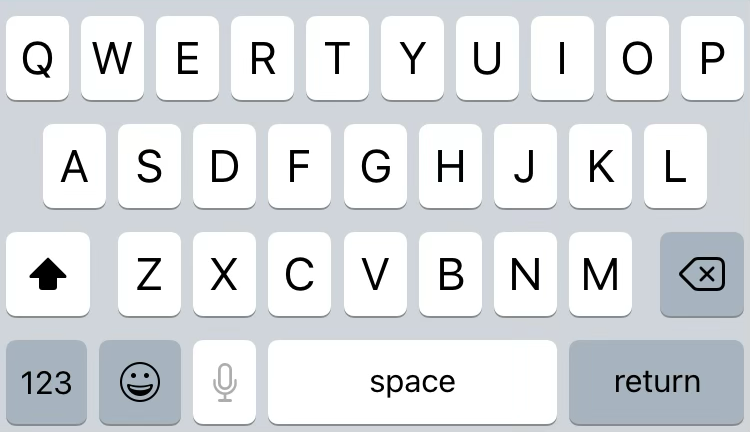 Q W E R T Y U I O P
A S D F G H J K L
Z X C V B N M
123 space return